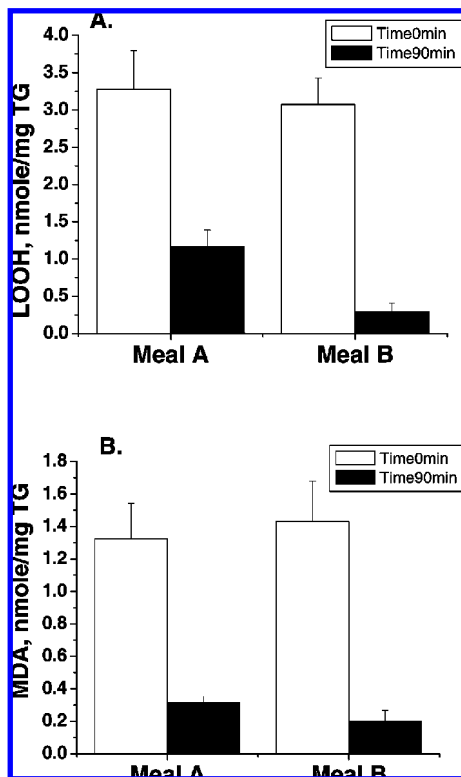 A.
Time0min
Time90min
LOOH, nmole/mg TG
4.0
3.5
3.0
2.5
2.0
1.5
1.0
0.5
0.0
Meal A Meal B
B.
Time0min
Time90min
MDA, nmole/mg TG
1.8
1.6
1.4
1.2
1.0
0.8
0.6
0.4
0.2
0.0
Meal A Meal B